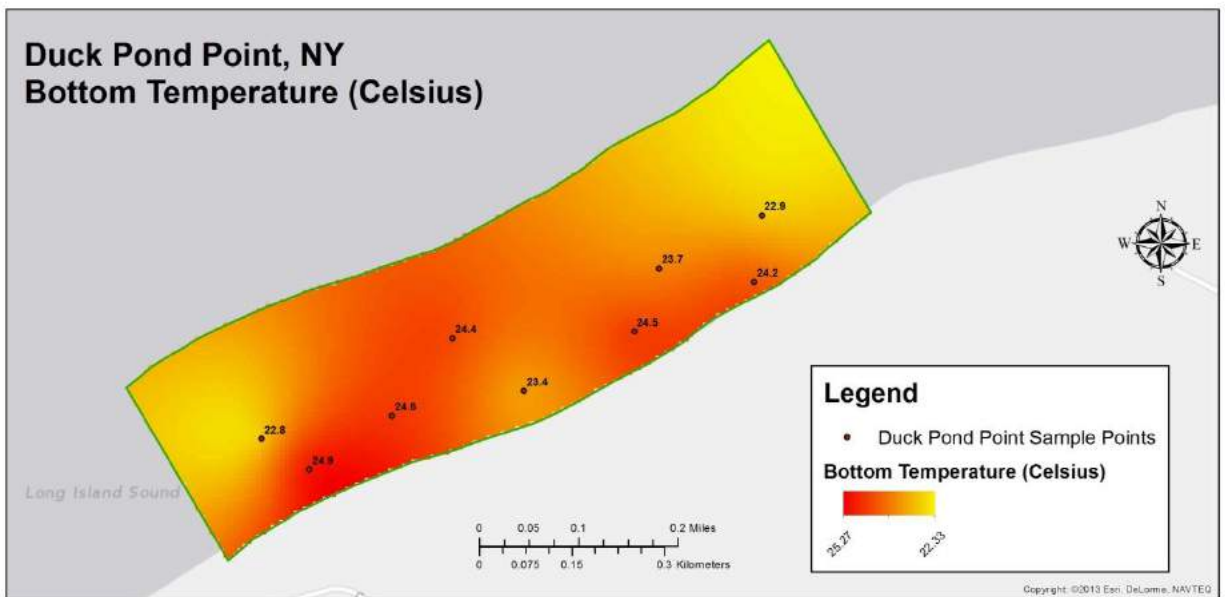 Duck Pond Point, NY
Bottom Temperature (Celsius)
22.9
23.7
24.2
24.5
24.4
23.4
24.6
22.8
24.9
N
W E
S
Long Island Sound
0 0.05 0.1 0.2 Miles
0 0.075 0.15 0.3 Kilometers
Legend
Duck Pond Point Sample Points
Bottom Temperature (Celsius)
25.27 22.33
Copyright: ©2013 Esri, DeLorme, NAVTEQ